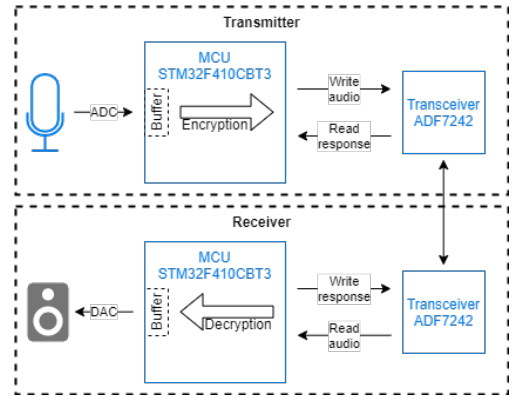 Transmitter
MCU
STM32F410CBT3
ADC
Buffer
Encryption
Write
audio
Read
response
Transceiver
ADF7242
Receiver
MCU
STM32F410CBT3
DAC
Buffer
Decryption
Write
response
Read
audio
Transceiver
ADF7242